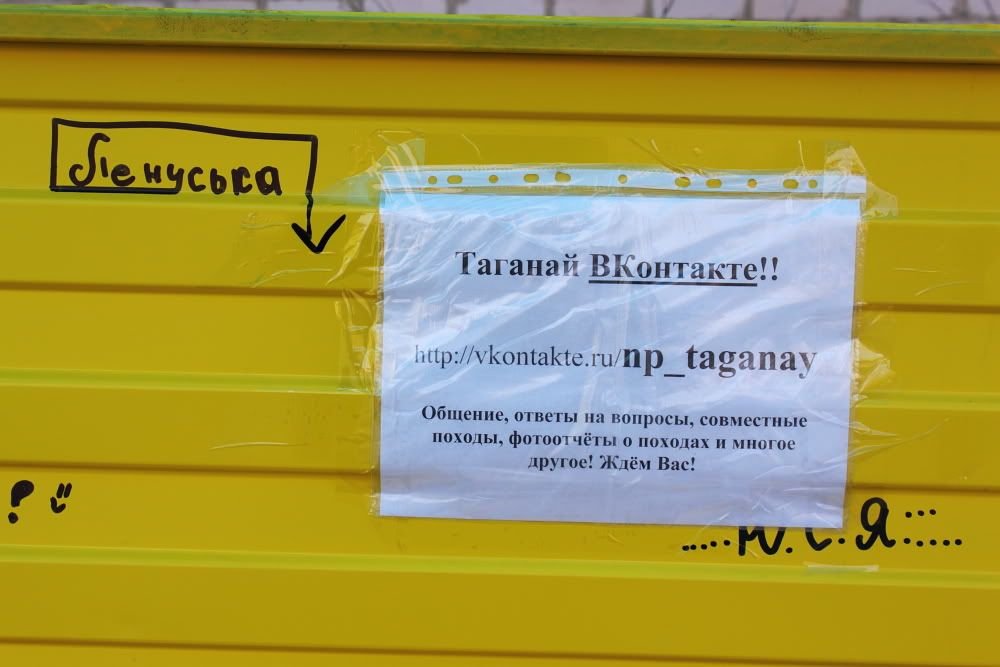 Ленуська
Таганай ВКонтакте!!
http://vkontakte.ru/np_taganay
Общение, ответы на вопросы, совместные
походы, фотоотчёты о походах и многое
другое! Ждём Вас!
?
Я